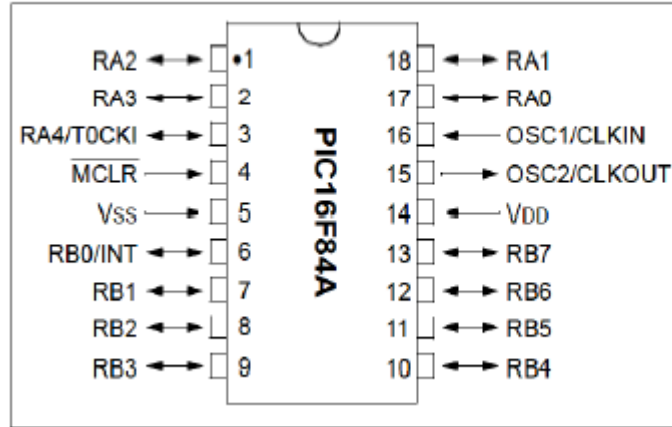 RA2 •1 18 RA1
RA3 2 17 RA0
RA4/T0CKI 3 16 OSC1/CLKIN
MCLR 4 15 OSC2/CLKOUT
VSS 5 14 VDD
RB0/INT 6 13 RB7
RB1 7 12 RB6
RB2 8 11 RB5
RB3 9 10 RB4
PIC16F84A